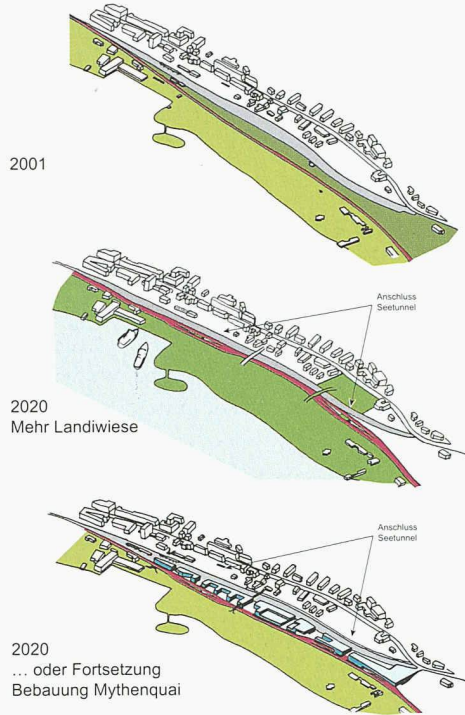 2001
Anschluss
Seetunnel
2020
Mehr Landiwiese
Anschluss
Seetunnel
2020
... oder Fortsetzung
Bebauung Mythenquai